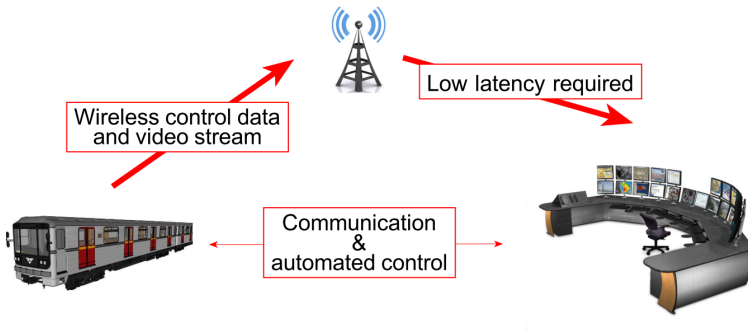 Low latency required
Wireless control data
and video stream
Communication
&
automated control